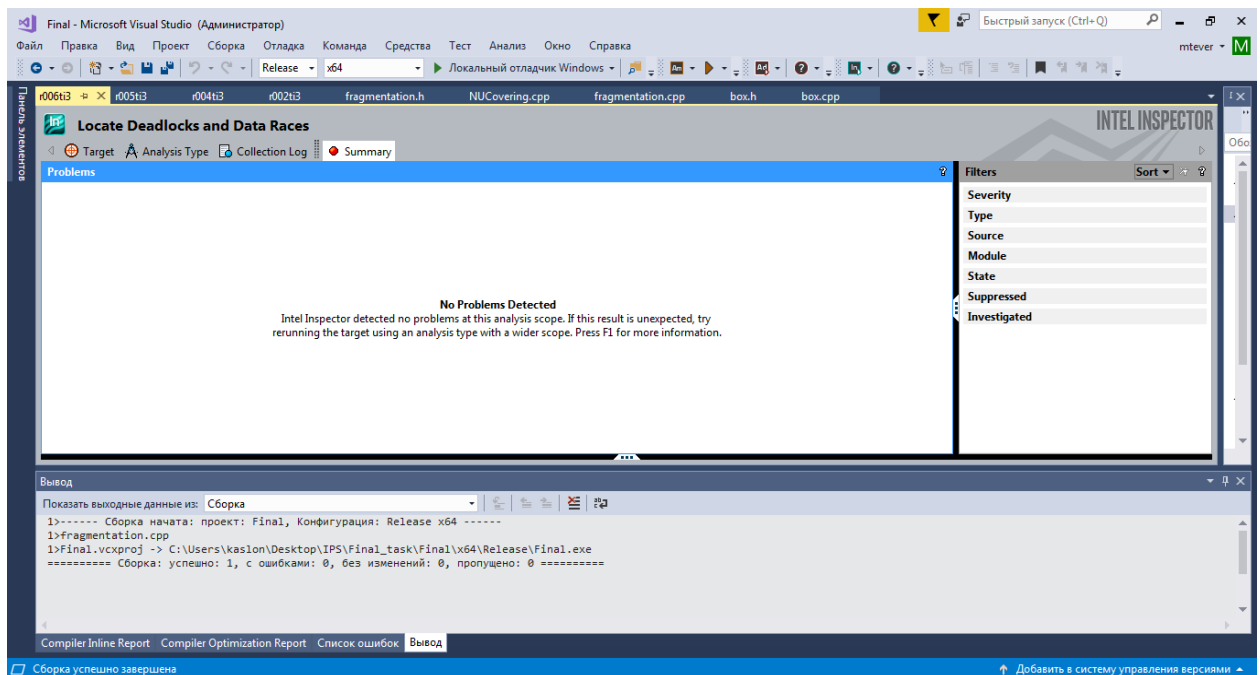 Final - Microsoft Visual Studio (Администратор)
Быстрый запуск (Ctrl+Q)
Файл Правка Вид Проект Сборка Отладка Команда Средства Тест Анализ Окно Справка
mtever M
Release x64 Локальный отладчик Windows
Панель элементов
r006ti3 r005ti3 r004ti3 r002ti3 fragmentation.h NUCovering.cpp fragmentation.cpp box.h box.cpp
Locate Deadlocks and Data Races
INTEL INSPECTOR
Target Analysis Type Collection Log Summary
Обо
Problems ?
Filters Sort ?
Severity
Type
Source
Module
State
Suppressed
Investigated
No Problems Detected
Intel Inspector detected no problems at this analysis scope. If this result is unexpected, try
rerunning the target using an analysis type with a wider scope. Press F1 for more information.
Вывод
Показать выходные данные из: Сборка
1>------ Сборка начата: проект: Final, Конфигурация: Release x64 ------
1>fragmentation.cpp
1>Final.vcxproj -> C:\Users\kaslon\Desktop\IPS\Final_task\Final\x64\Release\Final.exe
========== Сборка: успешно: 1, с ошибками: 0, без изменений: 0, пропущено: 0 ==========
Compiler Inline Report Compiler Optimization Report Список ошибок Вывод
Сборка успешно завершена
Добавить в систему управления версиями